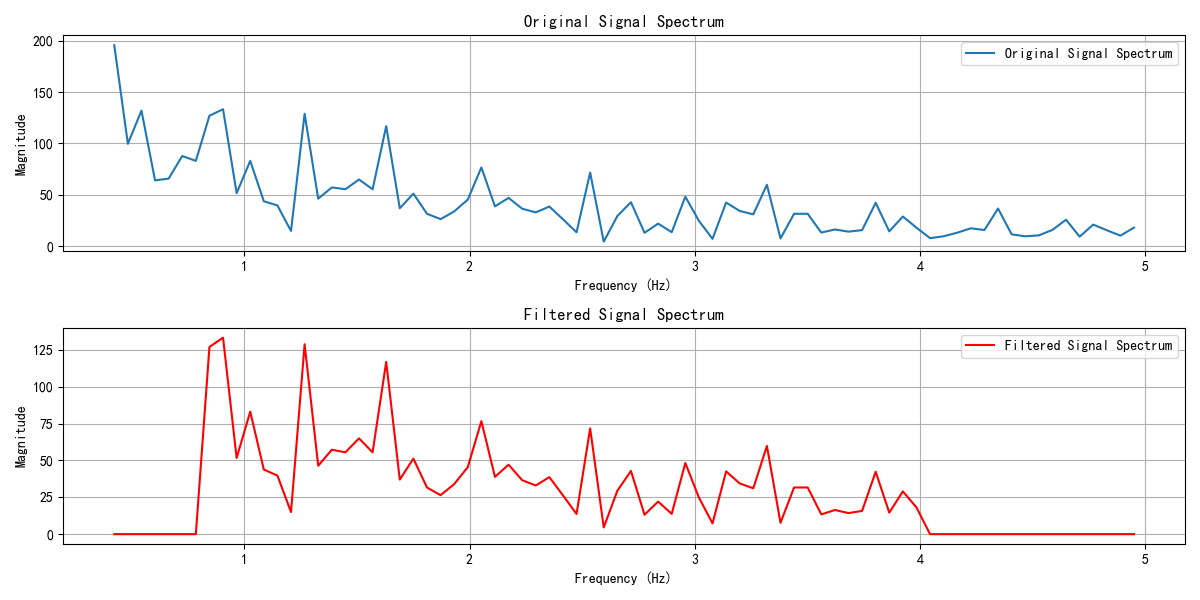 Original Signal Spectrum
200
150
100
50
0
Magnitude
Original Signal Spectrum
1 2 3 4 5
Frequency (Hz)
Filtered Signal Spectrum
125
100
75
50
25
0
Magnitude
Filtered Signal Spectrum
1 2 3 4 5
Frequency (Hz)